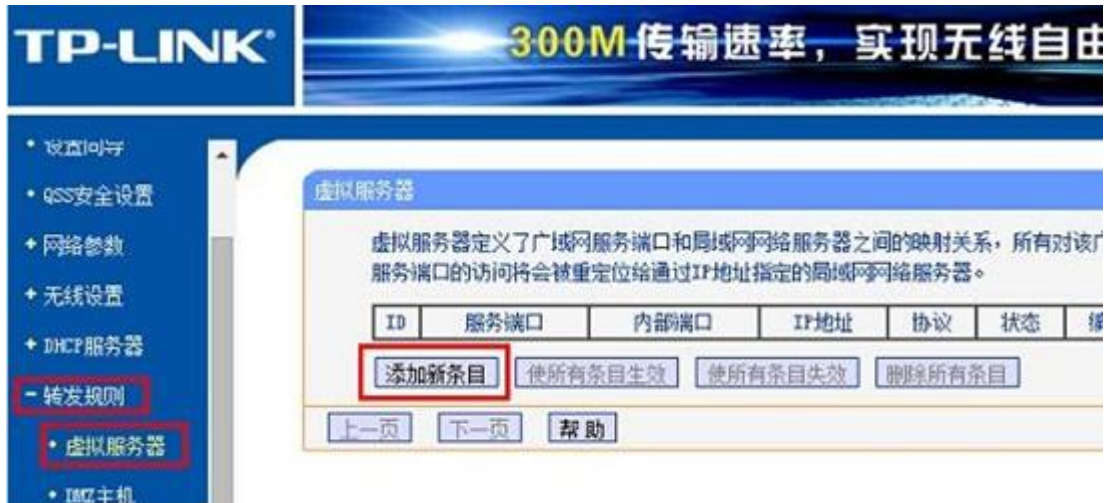 TP-LINK®
300M 传输速率，实现无线自由
• 设置向导
• QSS安全设置
+ 网络参数
+ 无线设置
+ DHCP服务器
- 转发规则
• 虚拟服务器
• DMZ主机
虚拟服务器
虚拟服务器定义了广域网服务端口和局域网网络服务器之间的映射关系，所有对该广
服务端口的访问将会被重定位给通过IP地址指定的局域网网络服务器。
ID 服务端口 内部端口 IP地址 协议 状态 编
添加新条目 使所有条目生效 使所有条目失效 删除所有条目
上一页 下一页 帮助